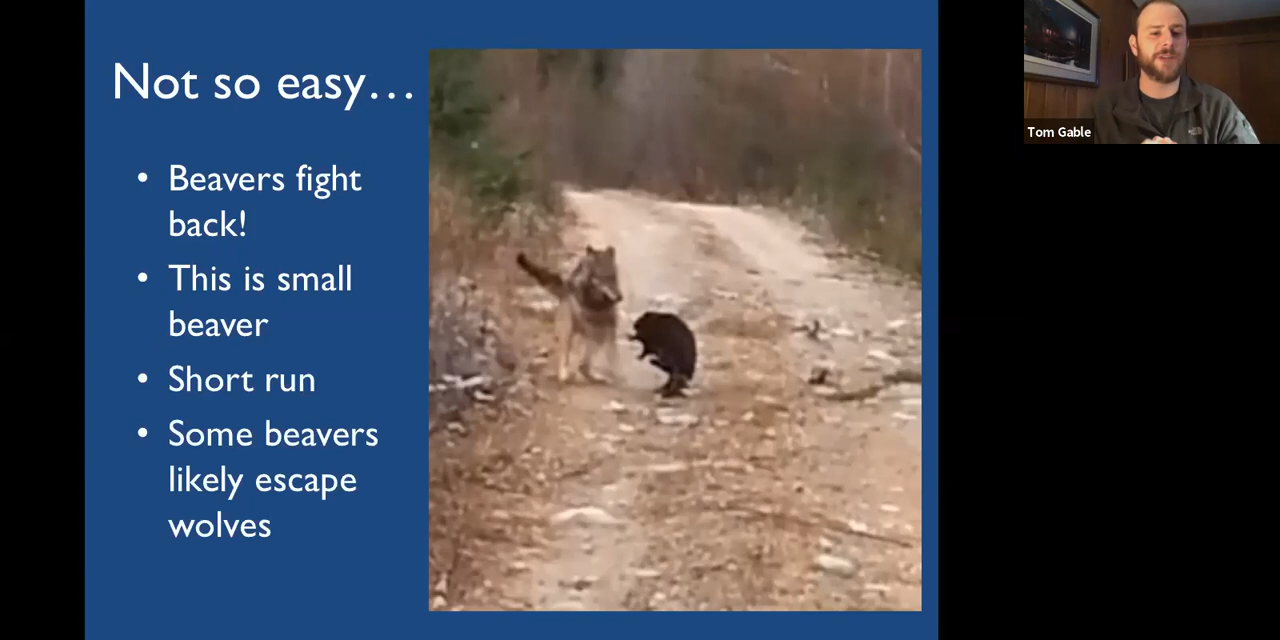 Not so easy…
• Beavers fight
back!
• This is small
beaver
• Short run
• Some beavers
likely escape
wolves
Tom Gable